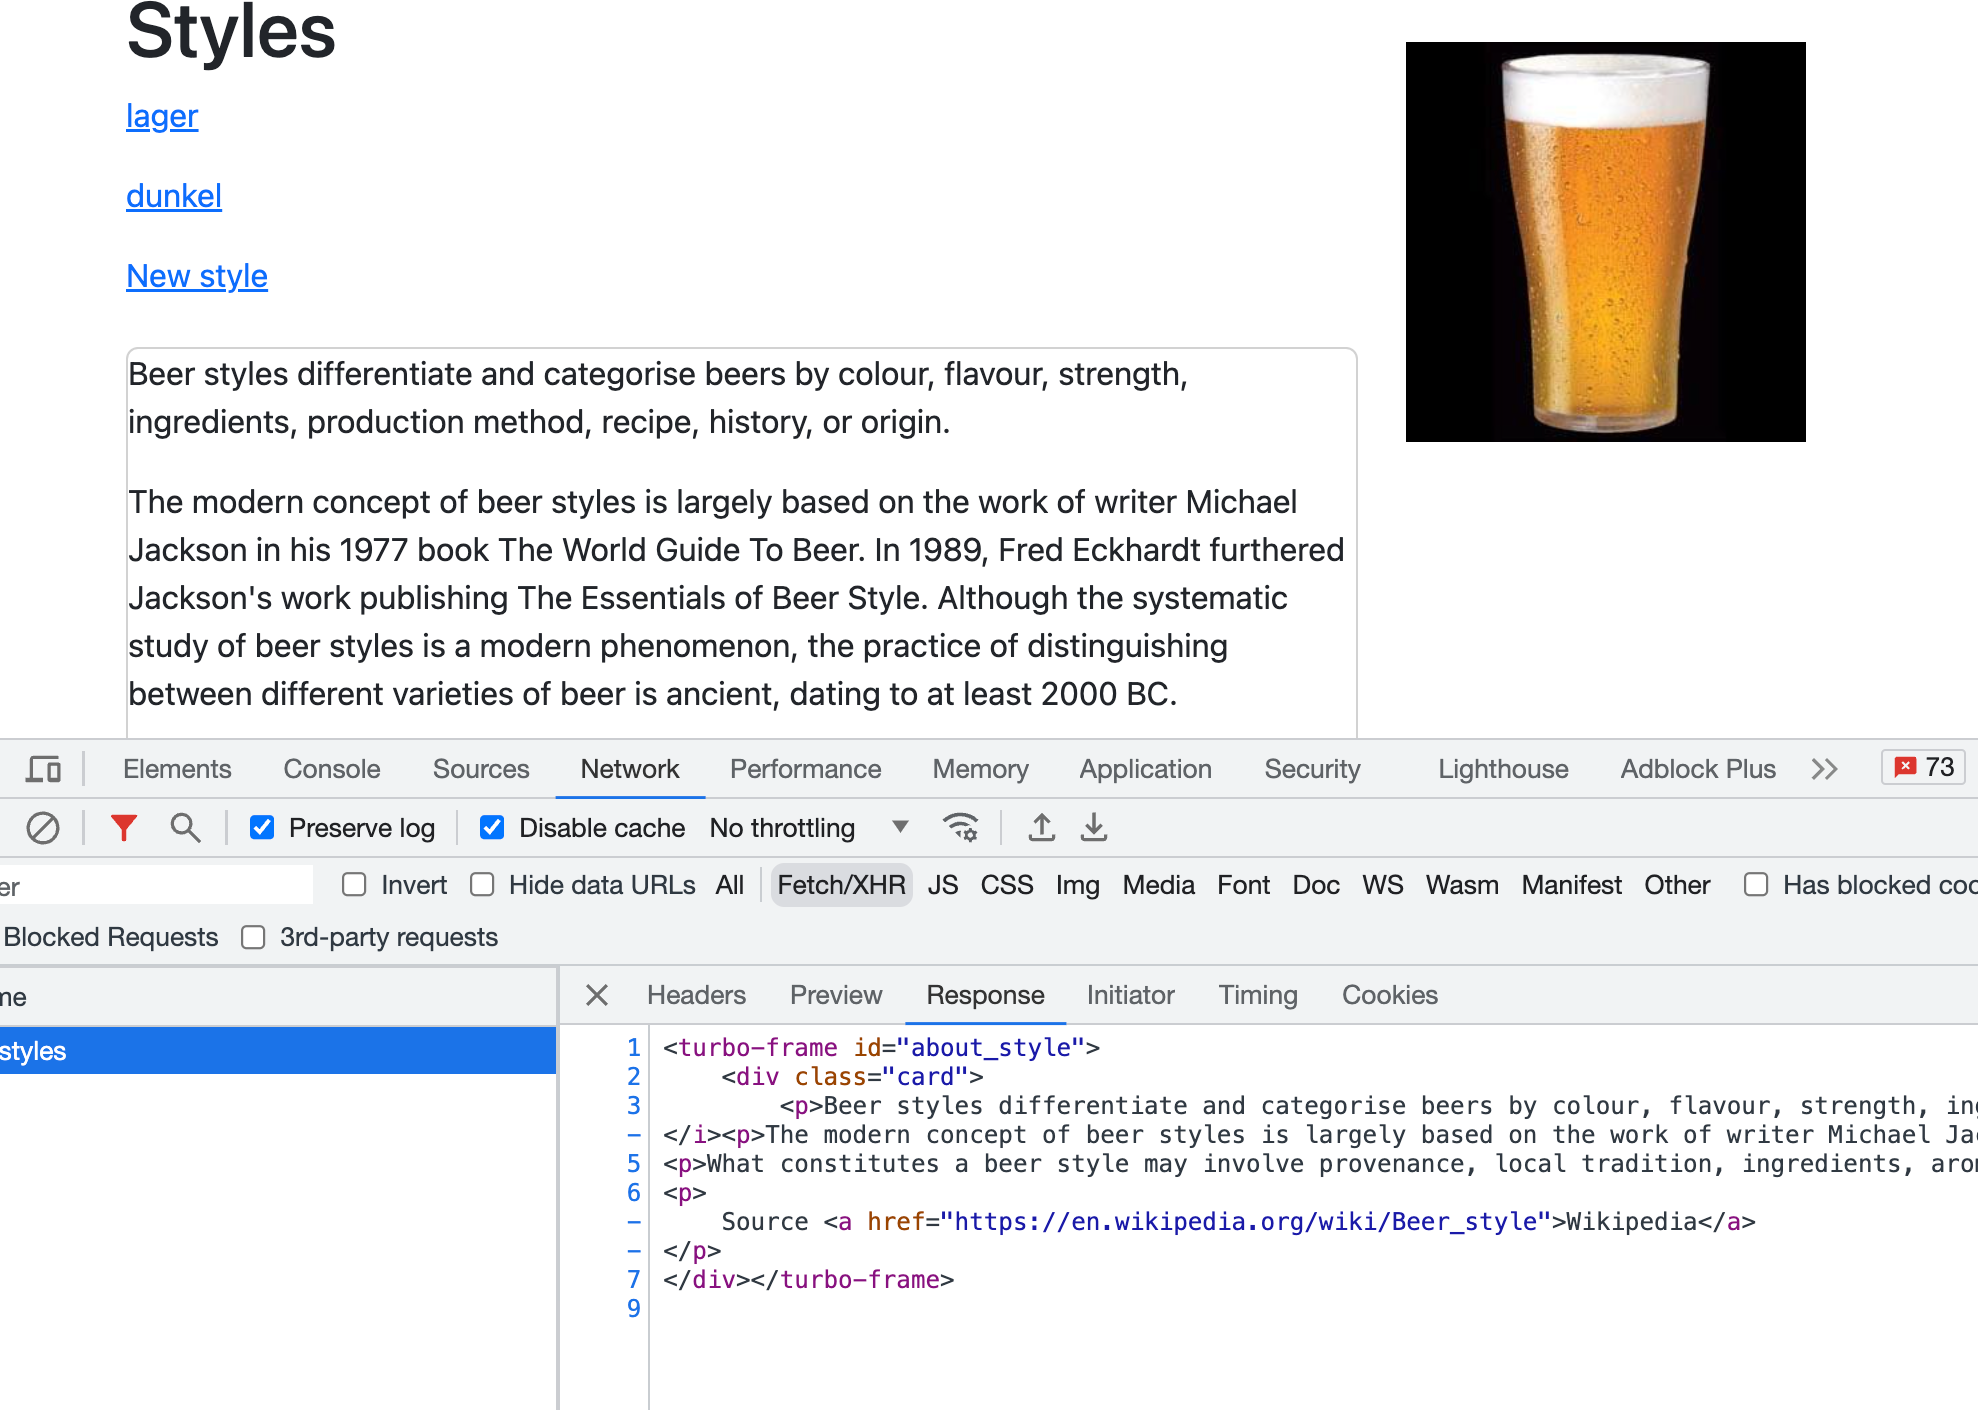 Styles
lager
dunkel
New style
Beer styles differentiate and categorise beers by colour, flavour, strength,
ingredients, production method, recipe, history, or origin.
The modern concept of beer styles is largely based on the work of writer Michael
Jackson in his 1977 book The World Guide To Beer. In 1989, Fred Eckhardt furthered
Jackson's work publishing The Essentials of Beer Style. Although the systematic
study of beer styles is a modern phenomenon, the practice of distinguishing
between different varieties of beer is ancient, dating to at least 2000 BC.
Elements Console Sources Network Performance Memory Application Security Lighthouse Adblock Plus 73
Preserve log Disable cache No throttling
er Invert Hide data URLs All Fetch/XHR JS CSS Img Media Font Doc WS Wasm Manifest Other Has blocked coo
Blocked Requests 3rd-party requests
me
styles
Headers Preview Response Initiator Timing Cookies
1 <turbo-frame id="about_style">
2 <div class="card">
3 <p>Beer styles differentiate and categorise beers by colour, flavour, strength, ing
- </i><p>The modern concept of beer styles is largely based on the work of writer Michael Jac
5 <p>What constitutes a beer style may involve provenance, local tradition, ingredients, arom
6 <p>
- Source <a href="https://en.wikipedia.org/wiki/Beer_style">Wikipedia</a>
- </p>
7 </div></turbo-frame>
9